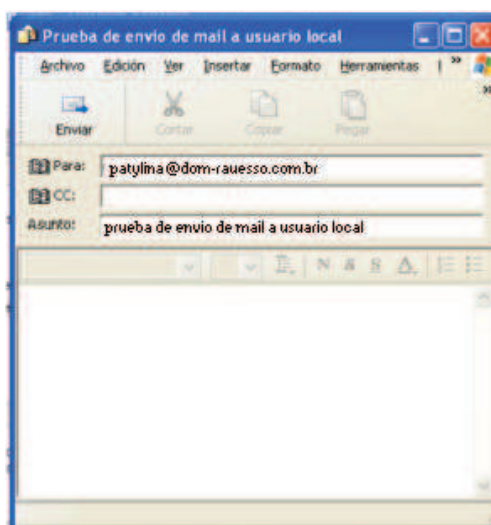 Prueba de envio de mail a usuario local
Archivo Edición Ver Insertar Formato Herramientas »
Enviar Cortar Copiar Pegar
Para: patylina@dom-rauesso.com.br
CC:
Asunto: prueba de envio de mail a usuario local
N K S A